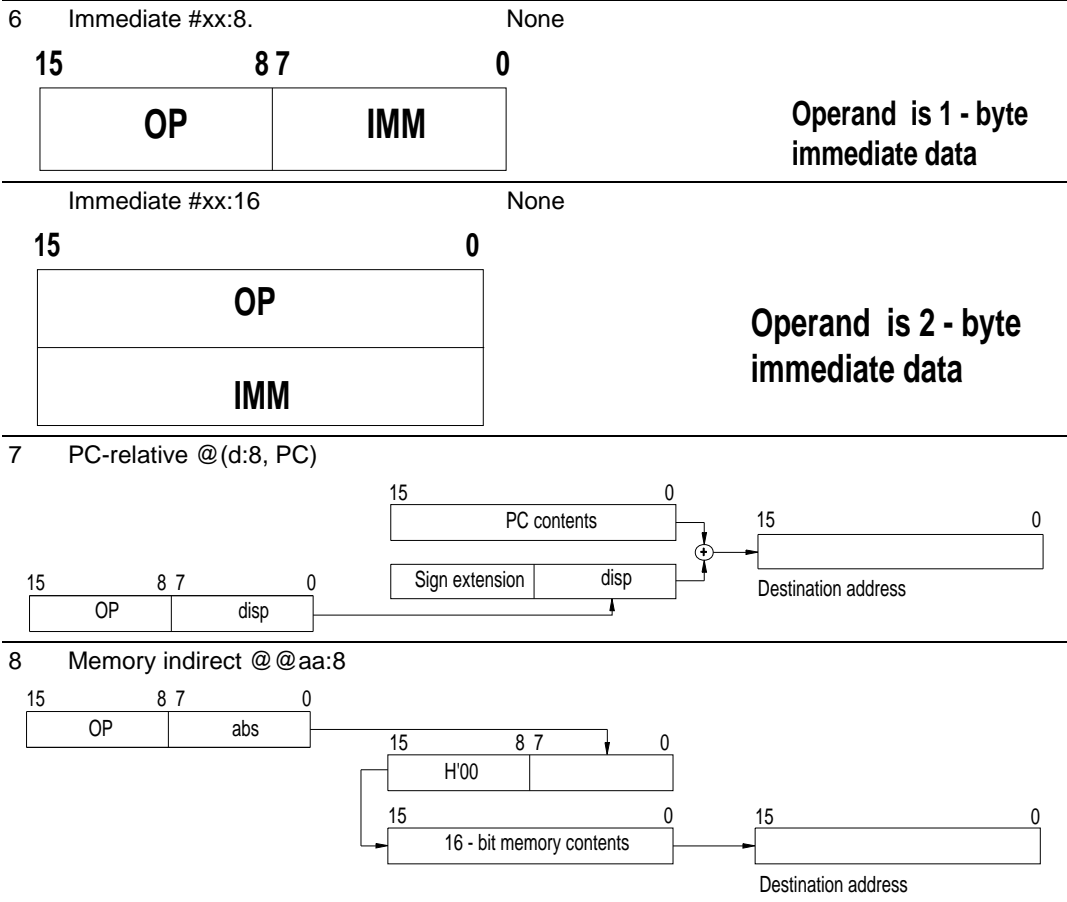 6 Immediate #xx:8. None
15 8 7 0
OP IMM
Operand is 1 - byte
immediate data
Immediate #xx:16 None
15 0
OP
IMM
Operand is 2 - byte
immediate data
7 PC-relative @(d:8, PC)
15 0
PC contents
15 0
Sign extension disp
Destination address
15 8 7 0
OP disp
8 Memory indirect @@aa:8
15 8 7 0
OP abs
15 8 7 0
H'00
15 0
16 - bit memory contents
15 0
Destination address